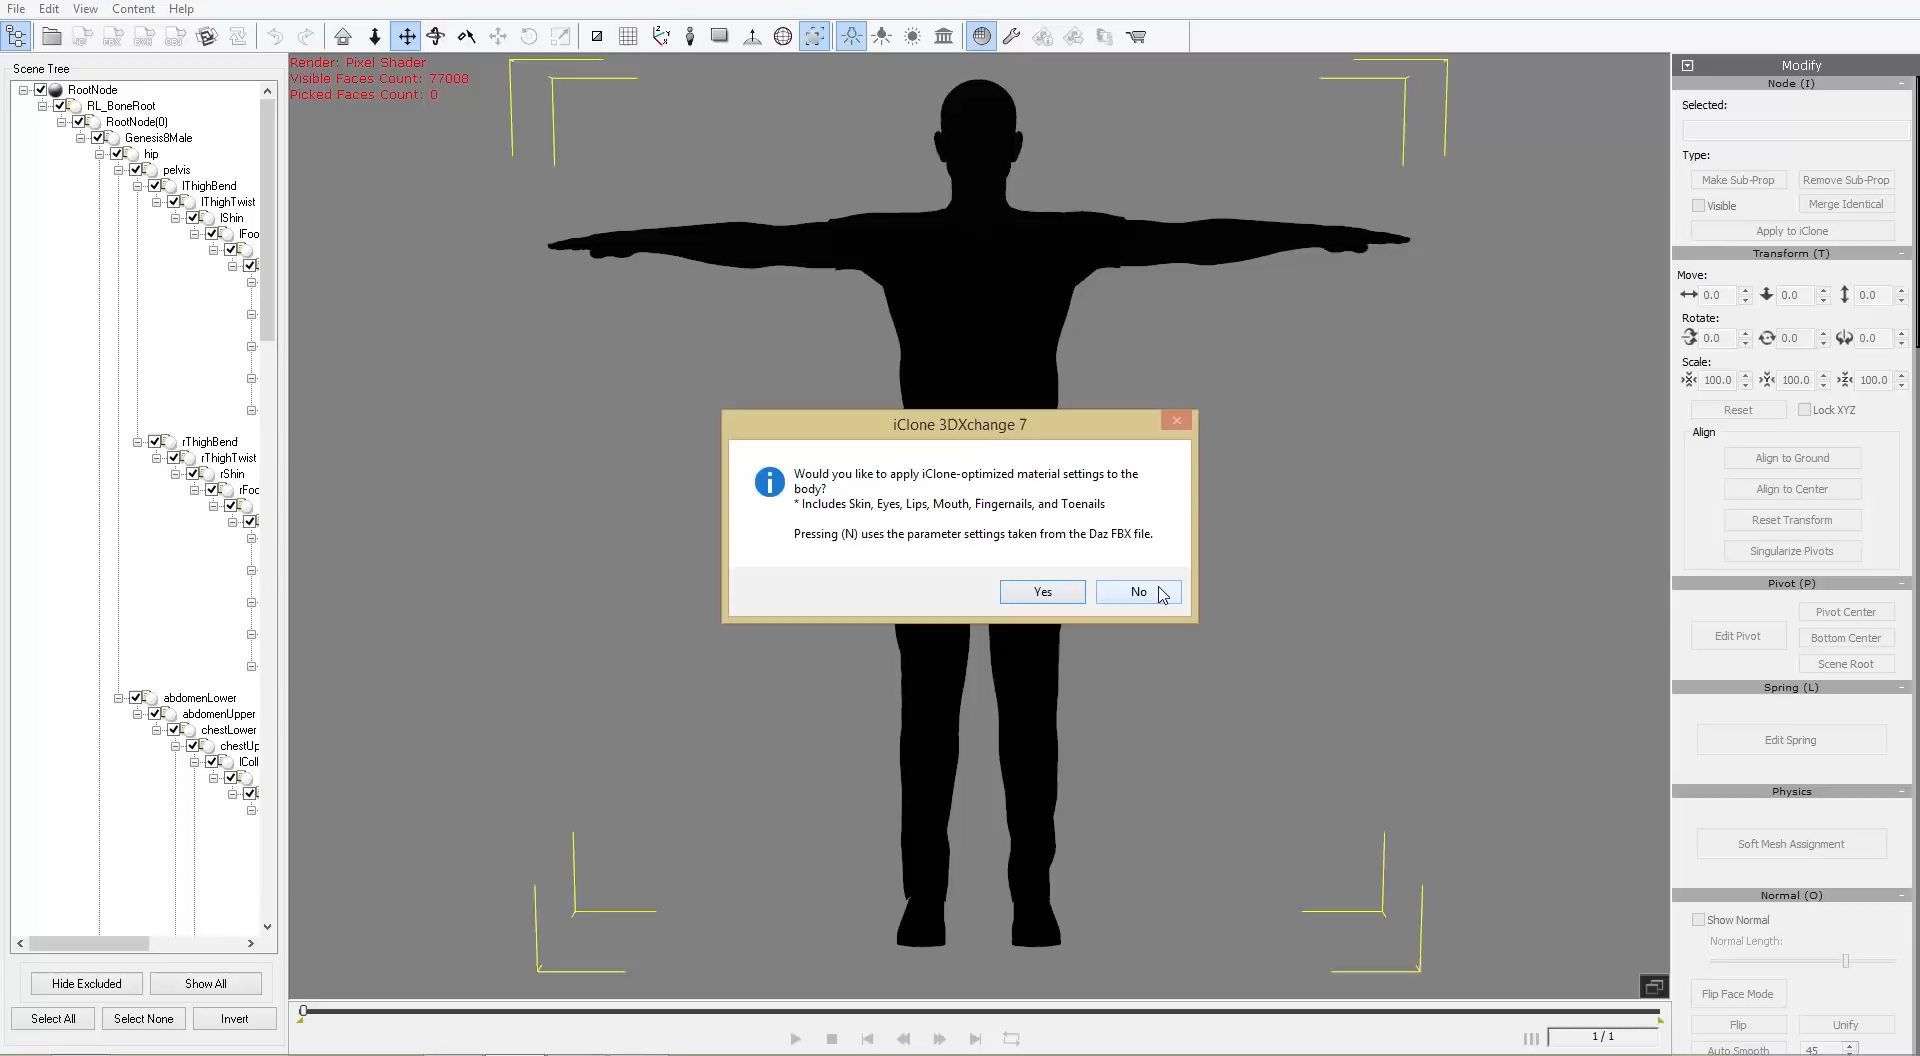 File Edit View Content Help
Scene Tree
RootNode
RL_BoneRoot
RootNode(0)
Genesis8Male
hip
pelvis
lThighBend
lThighTwist
lShin
lFoo
rThighBend
rThighTwist
rShin
rFoc
abdomenLower
abdomenUpper
chestLower
chestUp
lColl
Hide Excluded Show All
Select All Select None Invert
Render: Pixel Shader
Visible Faces Count: 77008
Picked Faces Count: 0
iClone 3DXchange 7
Would you like to apply iClone-optimized material settings to the
body?
* Includes Skin, Eyes, Lips, Mouth, Fingernails, and Toenails
Pressing (N) uses the parameter settings taken from the Daz FBX file.
Yes No
1 / 1
Modify
Node (I)
Selected:
Type:
Make Sub-Prop Remove Sub-Prop
Visible Merge Identical
Apply to iClone
Transform (T)
Move:
0.0 0.0 0.0
Rotate:
0.0 0.0 0.0
Scale:
100.0 100.0 100.0
Reset Lock XYZ
Align
Align to Ground
Align to Center
Reset Transform
Singularize Pivots
Pivot (P)
Pivot Center
Edit Pivot Bottom Center
Scene Root
Spring (L)
Edit Spring
Physics
Soft Mesh Assignment
Normal (O)
Show Normal
Normal Length:
Flip Face Mode
Flip Unify
Auto Smooth 45